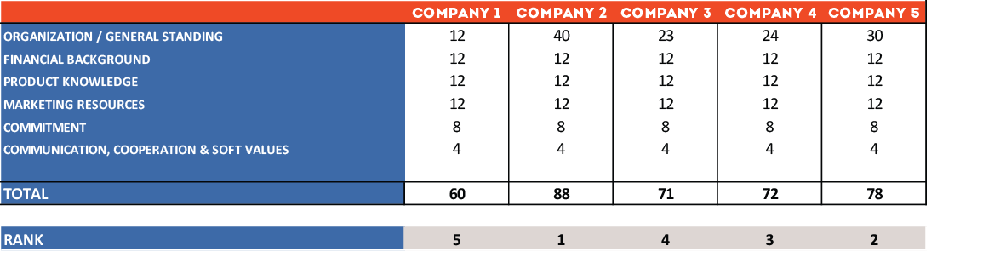 COMPANY 1 COMPANY 2 COMPANY 3 COMPANY 4 COMPANY 5
ORGANIZATION / GENERAL STANDING 12 40 23 24 30
FINANCIAL BACKGROUND 12 12 12 12 12
PRODUCT KNOWLEDGE 12 12 12 12 12
MARKETING RESOURCES 12 12 12 12 12
COMMITMENT 8 8 8 8 8
COMMUNICATION, COOPERATION & SOFT VALUES 4 4 4 4 4
TOTAL 60 88 71 72 78
RANK 5 1 4 3 2